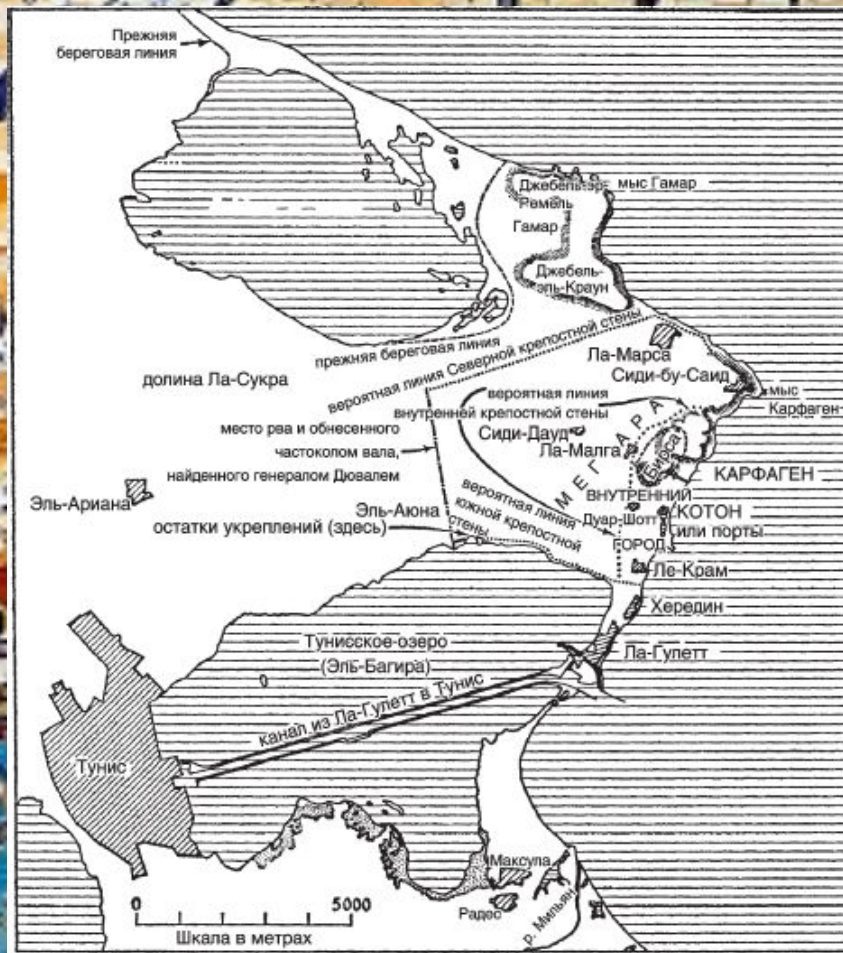 Прежняя
береговая линия
Джебель-эр-
Ремель
мыс Гамар
Гамар
Джебель-
эль-Краун
прежняя береговая линия
вероятная линия Северной крепостной стены
Ла-Марса
Сиди-бу-Саид
мыс
Карфаген
долина Ла-Сукра
вероятная линия
внутренней крепостной стены
место рва и обнесенного
частоколом вала,
найденного генералом Дювалем
Сиди-Дауд
Ла-Малга
МЕГАРА
Бирса
КАРФАГЕН
Эль-Ариана
Эль-Аюна
остатки укреплений (здесь)
вероятная линия
южной крепостной
стены
ВНУТРЕННИЙ
Дуар-Шотт
ГОРОД
КОТОН
или порты
Ле-Крам
Хередин
Ла-Гулетт
Тунисское озеро
(Эль-Багира)
Канал из Ла-Гулетт в Тунис
Тунис
Максула
Радес
р. Мильян
0 5000
Шкала в метрах